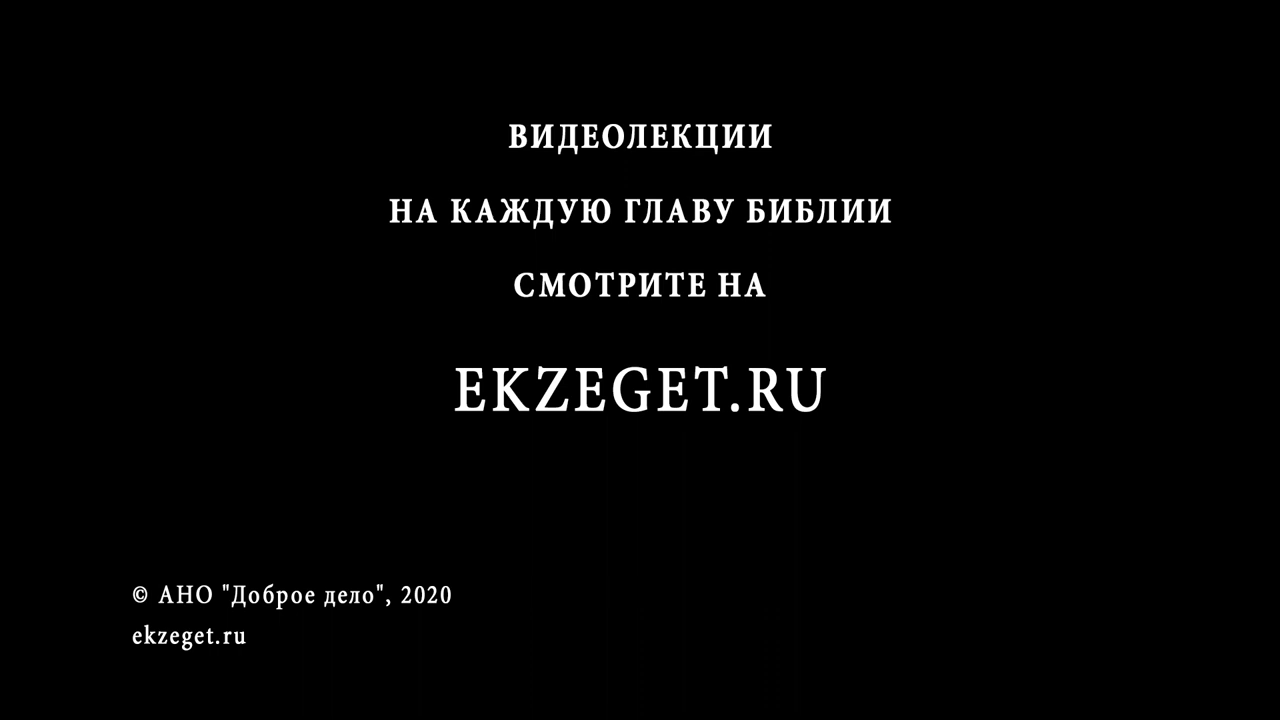 ВИДЕОЛЕКЦИИ
НА КАЖДУЮ ГЛАВУ БИБЛИИ
СМОТРИТЕ НА
EKZEGET.RU
© АНО "Доброе дело", 2020
ekzeget.ru